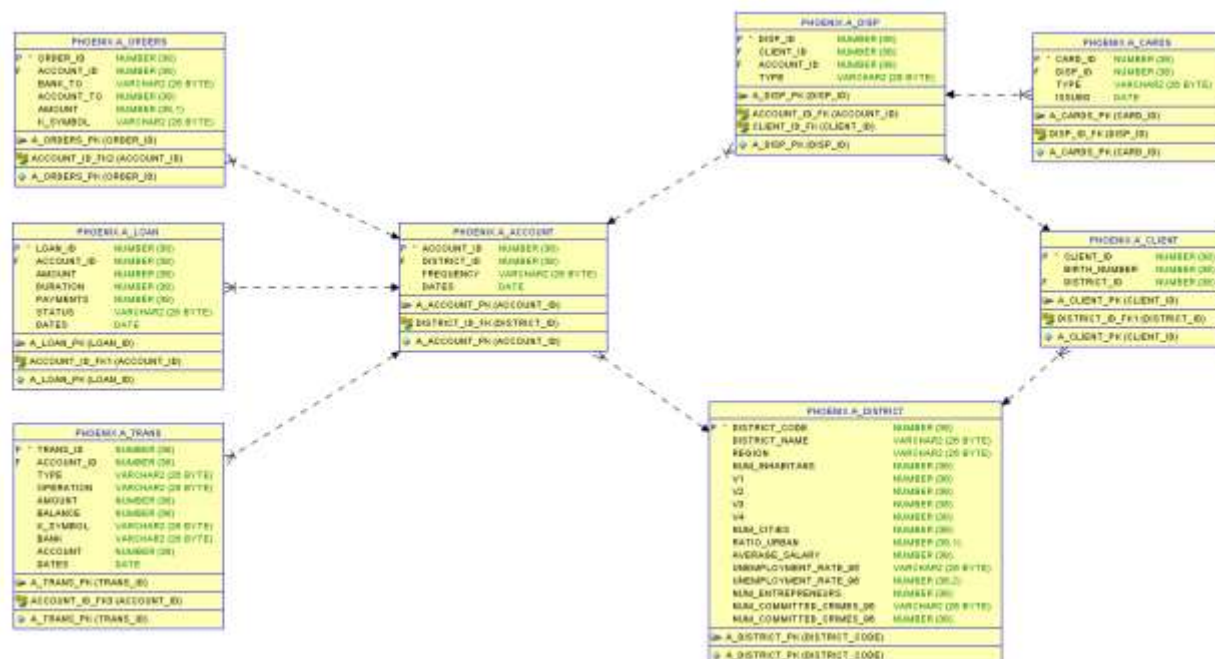 PHOENIX.A_ORDERS
P * ORDER_ID NUMBER (38)
F ACCOUNT_ID NUMBER (38)
BANK_TO VARCHAR2 (26 BYTE)
ACCOUNT_TO NUMBER (38)
AMOUNT NUMBER (38,1)
K_SYMBOL VARCHAR2 (26 BYTE)
A_ORDERS_PK (ORDER_ID)
ACCOUNT_ID_FK2 (ACCOUNT_ID)
A_ORDERS_PK (ORDER_ID)
PHOENIX.A_LOAN
P * LOAN_ID NUMBER (38)
F ACCOUNT_ID NUMBER (38)
AMOUNT NUMBER (38)
DURATION NUMBER (38)
PAYMENTS NUMBER (38)
STATUS VARCHAR2 (26 BYTE)
DATES DATE
A_LOAN_PK (LOAN_ID)
ACCOUNT_ID_FK1 (ACCOUNT_ID)
A_LOAN_PK (LOAN_ID)
PHOENIX.A_TRANS
P * TRANS_ID NUMBER (38)
F ACCOUNT_ID NUMBER (38)
TYPE VARCHAR2 (26 BYTE)
OPERATION VARCHAR2 (26 BYTE)
AMOUNT NUMBER (38)
BALANCE NUMBER (38)
K_SYMBOL VARCHAR2 (26 BYTE)
BANK VARCHAR2 (26 BYTE)
ACCOUNT NUMBER (38)
DATES DATE
A_TRANS_PK (TRANS_ID)
ACCOUNT_ID_FK3 (ACCOUNT_ID)
A_TRANS_PK (TRANS_ID)
PHOENIX.A_ACCOUNT
P * ACCOUNT_ID NUMBER (38)
F DISTRICT_ID NUMBER (38)
FREQUENCY VARCHAR2 (26 BYTE)
DATES DATE
A_ACCOUNT_PK (ACCOUNT_ID)
DISTRICT_ID_FK (DISTRICT_ID)
A_ACCOUNT_PK (ACCOUNT_ID)
PHOENIX.A_DISP
P * DISP_ID NUMBER (38)
F CLIENT_ID NUMBER (38)
F ACCOUNT_ID NUMBER (38)
TYPE VARCHAR2 (26 BYTE)
A_DISP_PK (DISP_ID)
ACCOUNT_ID_FK (ACCOUNT_ID)
CLIENT_ID_FK (CLIENT_ID)
A_DISP_PK (DISP_ID)
PHOENIX.A_CARDS
P * CARD_ID NUMBER (38)
F DISP_ID NUMBER (38)
TYPE VARCHAR2 (26 BYTE)
ISSUED DATE
A_CARDS_PK (CARD_ID)
DISP_ID_FK (DISP_ID)
A_CARDS_PK (CARD_ID)
PHOENIX.A_CLIENT
P * CLIENT_ID NUMBER (38)
BIRTH_NUMBER NUMBER (38)
F DISTRICT_ID NUMBER (38)
A_CLIENT_PK (CLIENT_ID)
DISTRICT_ID_FK1 (DISTRICT_ID)
A_CLIENT_PK (CLIENT_ID)
PHOENIX.A_DISTRICT
P * DISTRICT_CODE NUMBER (38)
DISTRICT_NAME VARCHAR2 (26 BYTE)
REGION VARCHAR2 (26 BYTE)
NUM_INHABITANS NUMBER (38)
V1 NUMBER (38)
V2 NUMBER (38)
V3 NUMBER (38)
V4 NUMBER (38)
NUM_CITIES NUMBER (38)
RATIO_URBAN NUMBER (38,1)
AVERAGE_SALARY NUMBER (38)
UNEMPLOYMENT_RATE_95 VARCHAR2 (26 BYTE)
UNEMPLOYMENT_RATE_96 NUMBER (38,2)
NUM_ENTREPRENEURS NUMBER (38)
NUM_COMMITTED_CRIMES_95 VARCHAR2 (26 BYTE)
NUM_COMMITTED_CRIMES_96 NUMBER (38)
A_DISTRICT_PK (DISTRICT_CODE)
A_DISTRICT_PK (DISTRICT_CODE)